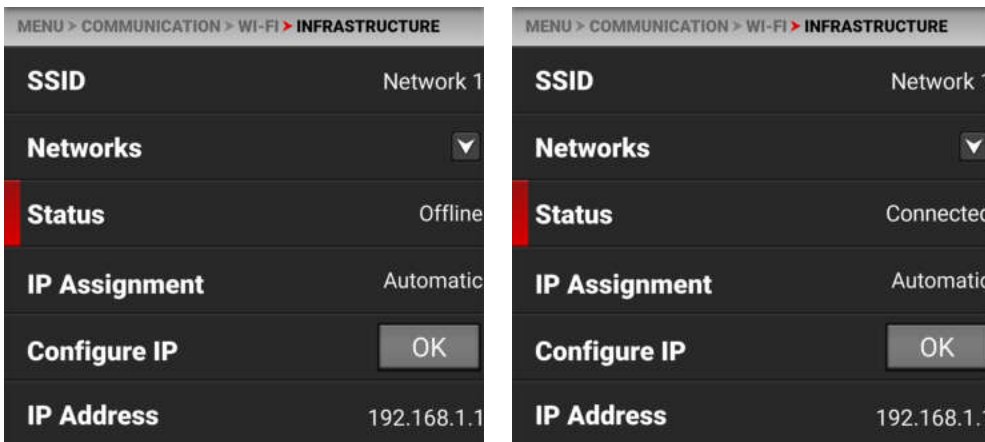 MENU > COMMUNICATION > WI-FI > INFRASTRUCTURE
SSID Network 1
Networks
Status Offline
IP Assignment Automatic
Configure IP OK
IP Address 192.168.1.1
MENU > COMMUNICATION > WI-FI > INFRASTRUCTURE
SSID Network 1
Networks
Status Connected
IP Assignment Automatic
Configure IP OK
IP Address 192.168.1.1